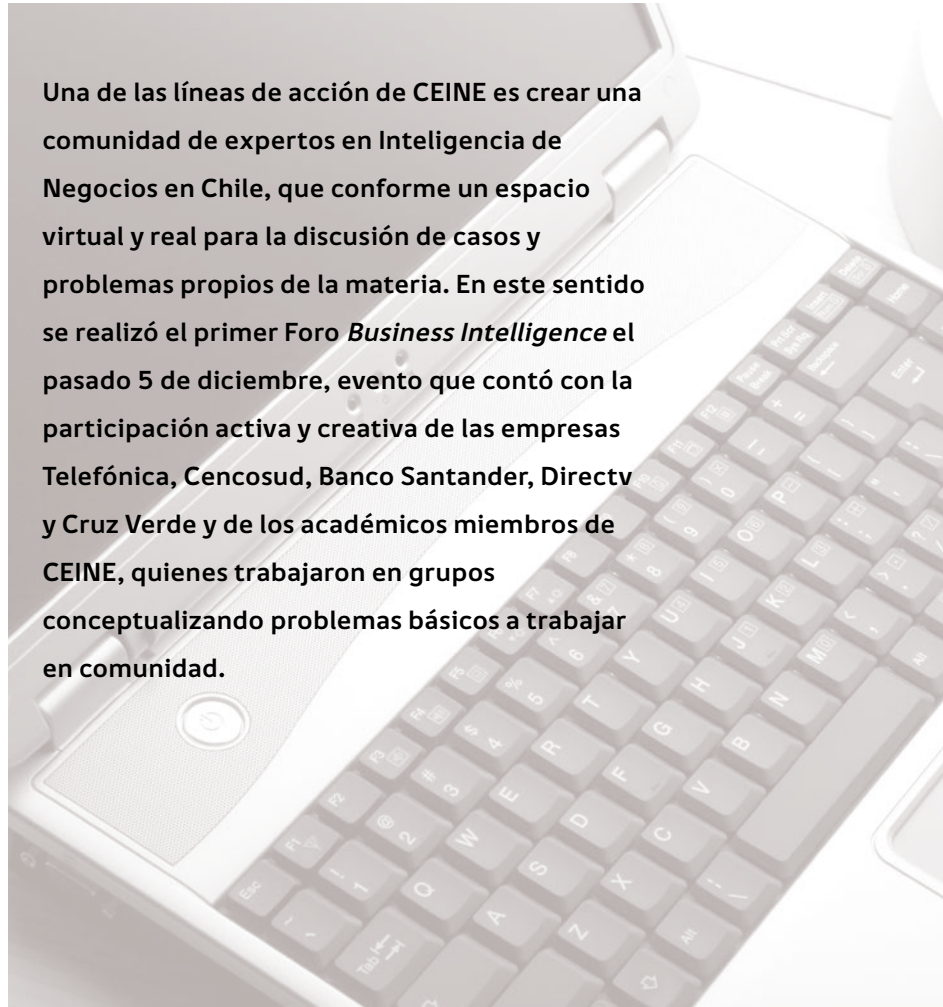 Una de las líneas de acción de CEINE es crear una
comunidad de expertos en Inteligencia de
Negocios en Chile, que conforme un espacio
virtual y real para la discusión de casos y
problemas propios de la materia. En este sentido
se realizó el primer Foro Business Intelligence el
pasado 5 de diciembre, evento que contó con la
participación activa y creativa de las empresas
Telefónica, Cencosud, Banco Santander, Directv
y Cruz Verde y de los académicos miembros de
CEINE, quienes trabajaron en grupos
conceptualizando problemas básicos a trabajar
en comunidad.